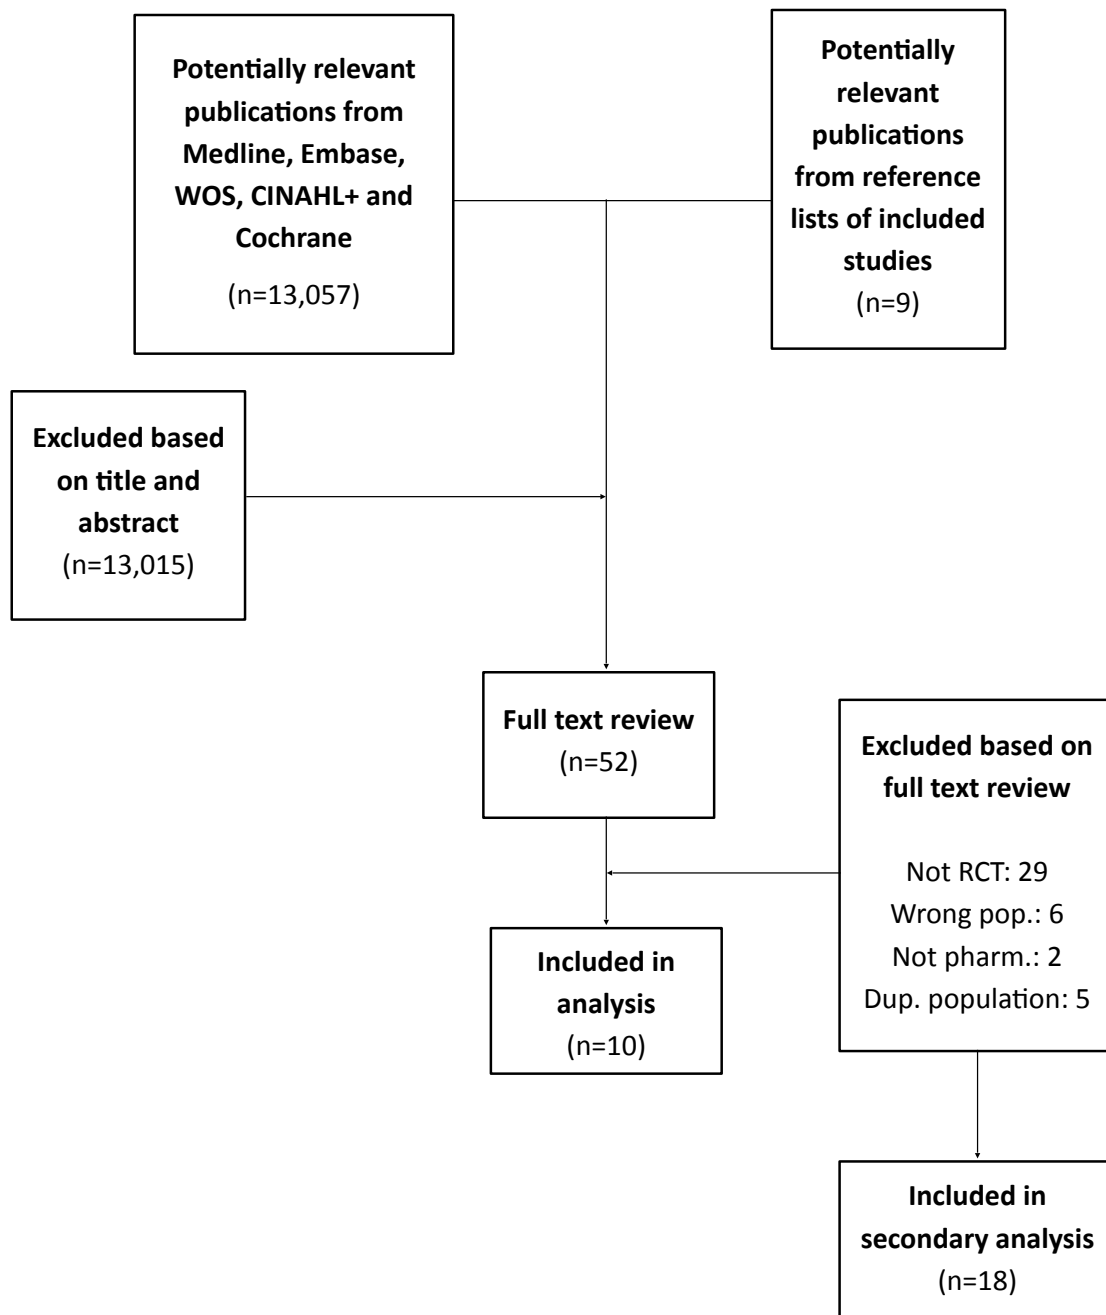 Potentially relevant
publications from
Medline, Embase,
WOS, CINAHL+ and
Cochrane
(n=13,057)
Potentially
relevant
publications
from reference
lists of included
studies
(n=9)
Excluded based
on title and
abstract
(n=13,015)
Full text review
(n=52)
Excluded based on
full text review
Not RCT: 29
Wrong pop.: 6
Not pharm.: 2
Dup. population: 5
Included in
analysis
(n=10)
Included in
secondary analysis
(n=18)